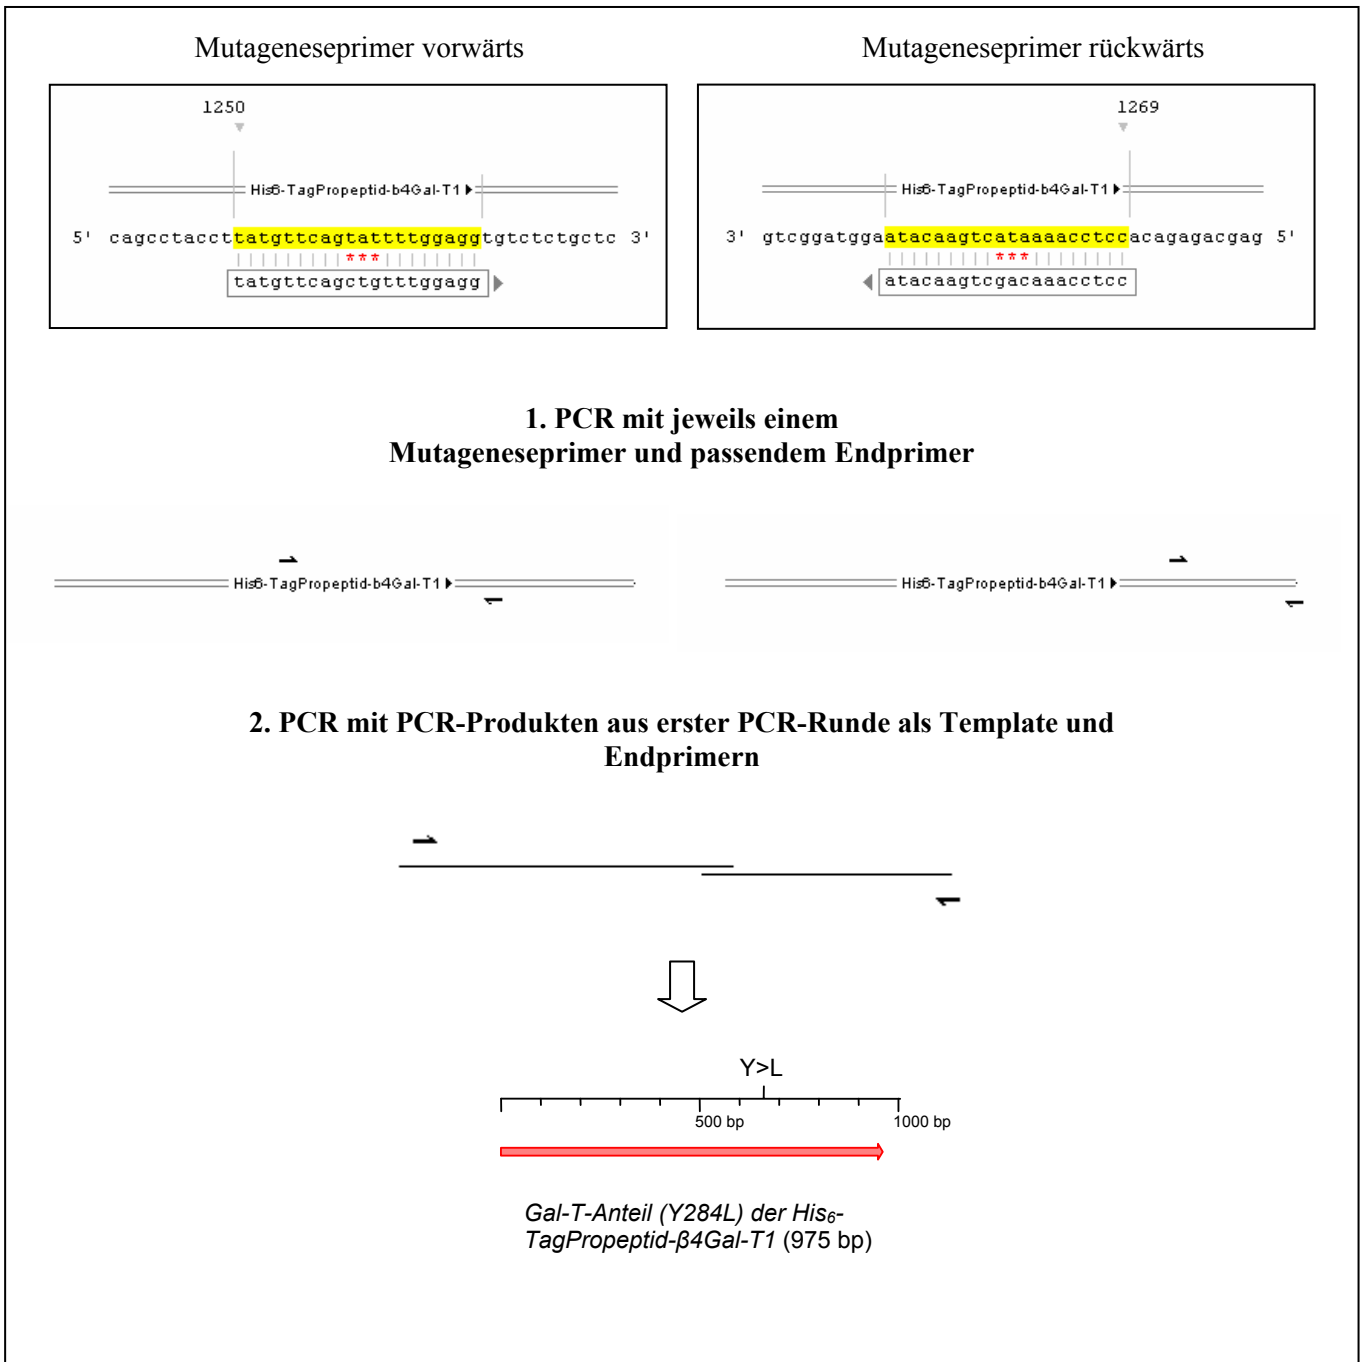 Mutageneseprimer vorwärts
Mutageneseprimer rückwärts
1250
His6-TagPropeptid-b4Gal-T1
5' cagcctaccttatgttcagtattttggaggtgtctctgctc 3'
***
tatgttcagctgtttggagg
1269
His6-TagPropeptid-b4Gal-T1
3' gtcggatggaatacaagtcataaaacctccacagagacgag 5'
***
atacaagtcgacaaacctcc
1. PCR mit jeweils einem
Mutageneseprimer und passendem Endprimer
His6-TagPropeptid-b4Gal-T1
His6-TagPropeptid-b4Gal-T1
2. PCR mit PCR-Produkten aus erster PCR-Runde als Template und
Endprimern
Y>L
500 bp
1000 bp
Gal-T-Anteil (Y284L) der His₆-
TagPropeptid-β4Gal-T1 (975 bp)